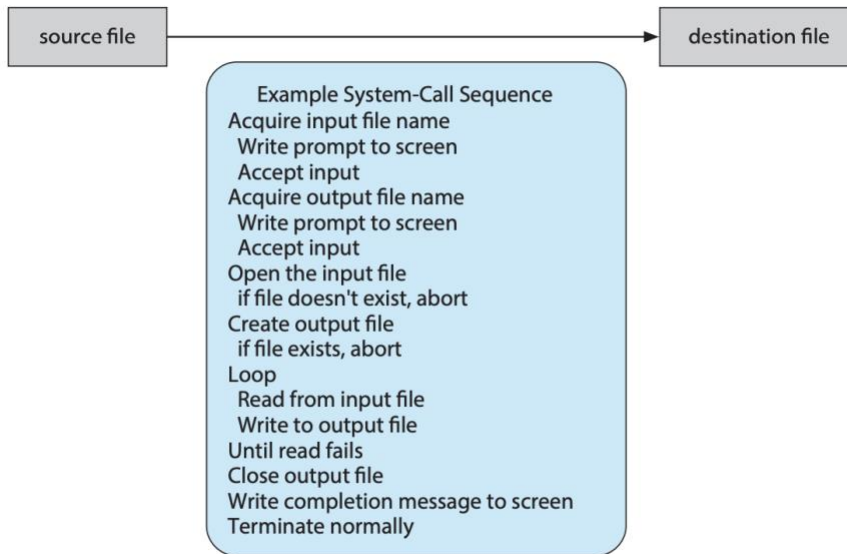 source file
destination file
Example System-Call Sequence
Acquire input file name
Write prompt to screen
Accept input
Acquire output file name
Write prompt to screen
Accept input
Open the input file
if file doesn't exist, abort
Create output file
if file exists, abort
Loop
Read from input file
Write to output file
Until read fails
Close output file
Write completion message to screen
Terminate normally